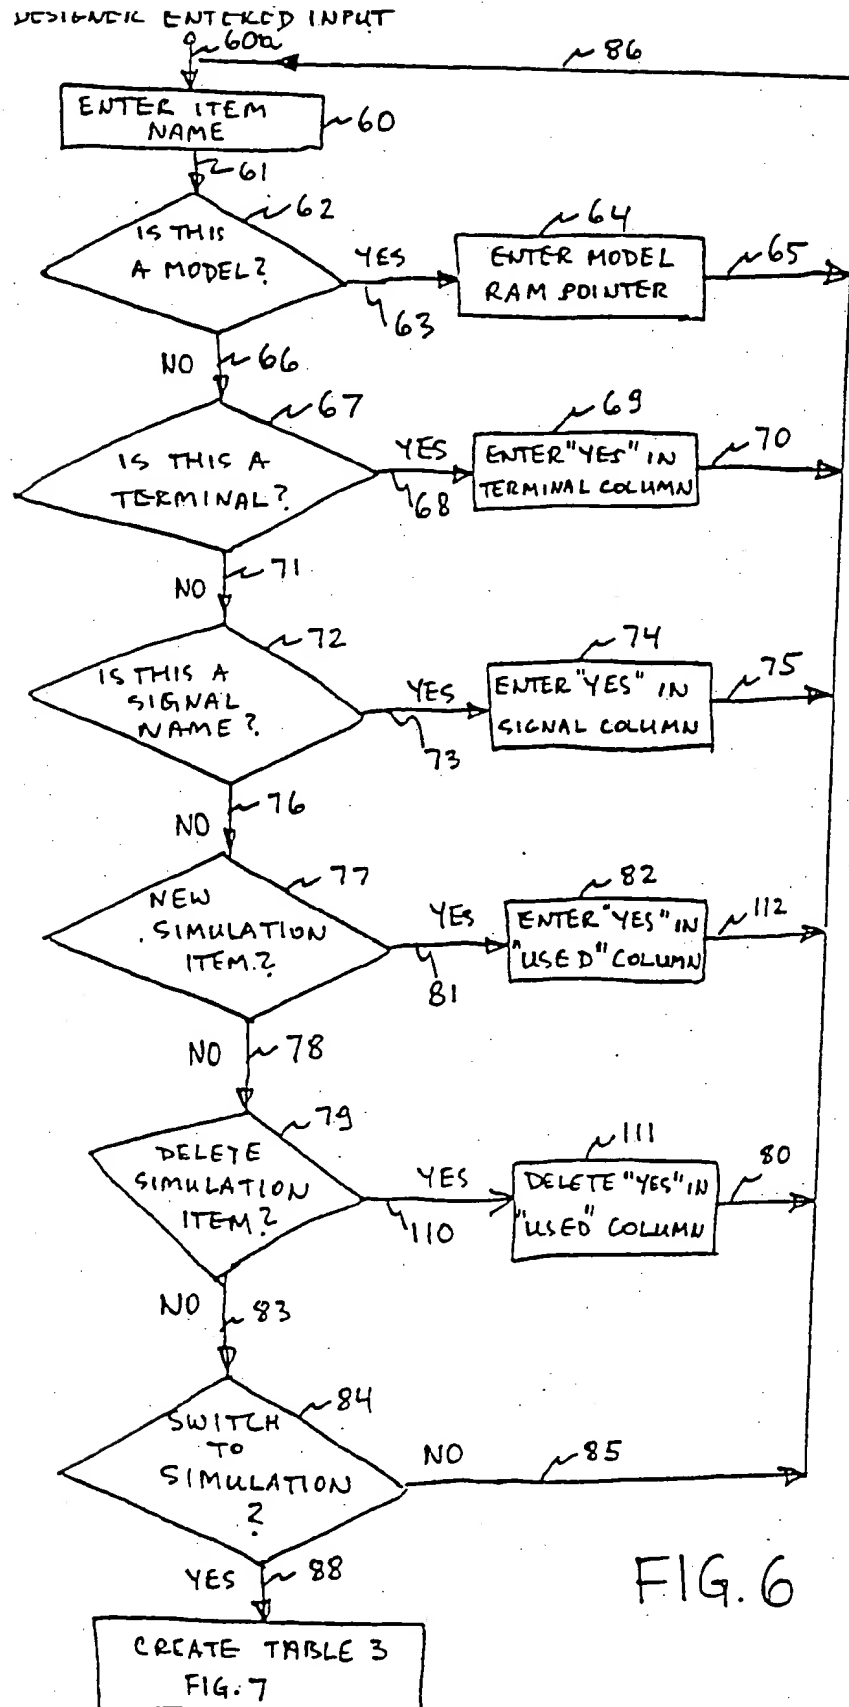 DESIGNER ENTERED INPUT
60a
86
ENTER ITEM
NAME
60
61
62
IS THIS
A MODEL?
YES
63
64
ENTER MODEL
RAM POINTER
65
NO
66
67
IS THIS A
TERMINAL?
YES
68
69
ENTER "YES" IN
TERMINAL COLUMN
70
NO
71
72
IS THIS A
SIGNAL
NAME?
YES
73
74
ENTER "YES" IN
SIGNAL COLUMN
75
NO
76
77
NEW
SIMULATION
ITEM?
YES
81
82
ENTER "YES" IN
"USED" COLUMN
112
NO
78
79
DELETE
SIMULATION
ITEM?
YES
110
111
DELETE "YES" IN
"USED" COLUMN
80
NO
83
84
SWITCH
TO
SIMULATION
?
NO
85
YES
88
FIG. 6
CREATE TABLE 3
FIG. 7